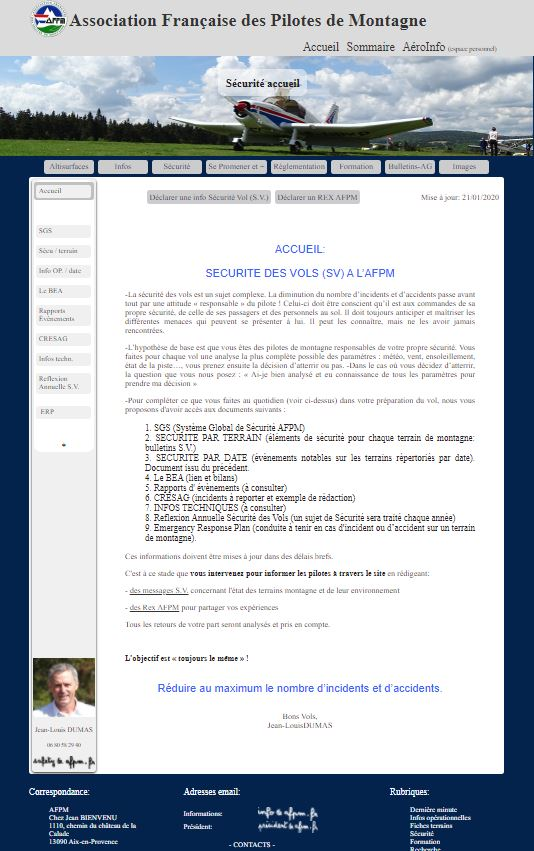 AFPM
Association Française des Pilotes de Montagne
Accueil Sommaire AéroInfo (espace personnel)
Sécurité accueil
Altisurfaces Infos Sécurité Se Promener et + Réglementation Formation Bulletins-AG Images
Accueil
SGS
Sécu / terrain
Info OP. / date
Le BEA
Rapports
Évènements
CRESAG
Infos techn.
Reflexion
Annuelle S.V.
ERP
Déclarer une info Sécurité Vol (S.V.) Déclarer un REX AFPM
Mise à jour: 21/01/2020
ACCUEIL:
SECURITE DES VOLS (SV) A L’AFPM
-La sécurité des vols est un sujet complexe. La diminution du nombre d’incidents et d’accidents passe avant
tout par une attitude « responsable » du pilote ! Celui-ci doit être conscient qu’il est aux commandes de sa
propre sécurité, de celle de ses passagers et des personnels au sol. Il doit toujours anticiper et maîtriser les
différentes menaces qui peuvent se présenter à lui. Il peut les connaître, mais ne les avoir jamais
rencontrées.
-L’hypothèse de base est que vous êtes des pilotes de montagne responsables de votre propre sécurité. Vous
faites pour chaque vol une analyse la plus complète possible des paramètres : météo, vent, ensoleillement,
état de la piste…, vous prenez ensuite la décision d’atterrir ou pas. -Dans le cas où vous décidez d’atterrir,
la question que vous nous posez : « Ai-je bien analysé et eu connaissance de tous les paramètres pour
prendre ma décision »
-Pour compléter ce que vous faites au quotidien (voir ci-dessus) dans votre préparation du vol, nous vous
proposons d'avoir accès aux documents suivants :
1. SGS (Système Global de Sécurité AFPM)
2. SECURITE PAR TERRAIN (éléments de sécurité pour chaque terrain de montagne:
bulletins S.V.)
3. SECURITE PAR DATE (évènements notables sur les terrains répertoriés par date).
Document issu du précédent.
4. Le BEA (lien et bilans)
5. Rapports d' évènements (à consulter)
6. CRESAG (incidents à reporter et exemple de rédaction)
7. INFOS TECHNIQUES (à consulter)
8. Reflexion Annuelle Sécurité des Vols (un sujet de Sécurité sera traité chaque année)
9. Emergency Response Plan (conduite à tenir en cas d'incident ou d’accident sur un terrain
de montagne).
Ces informations doivent être mises à jour dans des délais brefs.
C'est à ce stade que vous intervenez pour informer les pilotes à travers le site en rédigeant:
- des messages S.V. concernant l'état des terrains montagne et de leur environnement
- des Rex AFPM pour partager vos expériences
Tous les retours de votre part seront analysés et pris en compte.
L'objectif est « toujours le même » !
Réduire au maximum le nombre d’incidents et d’accidents.
Bons Vols,
Jean-LouisDUMAS
Jean-Louis DUMAS
06 80 58 29 40
safety@afpm.fr
Correspondance:
AFPM
Chez Jean BIENVENU
1110, chemin du château de la
Calade
13090 Aix-en-Provence
Adresses email:
Informations: info@afpm.fr
Président: president@afpm.fr
- CONTACTS -
Rubriques:
Dernière minute
Infos opérationnelles
Fiches terrains
Sécurité
Formation
Recherche